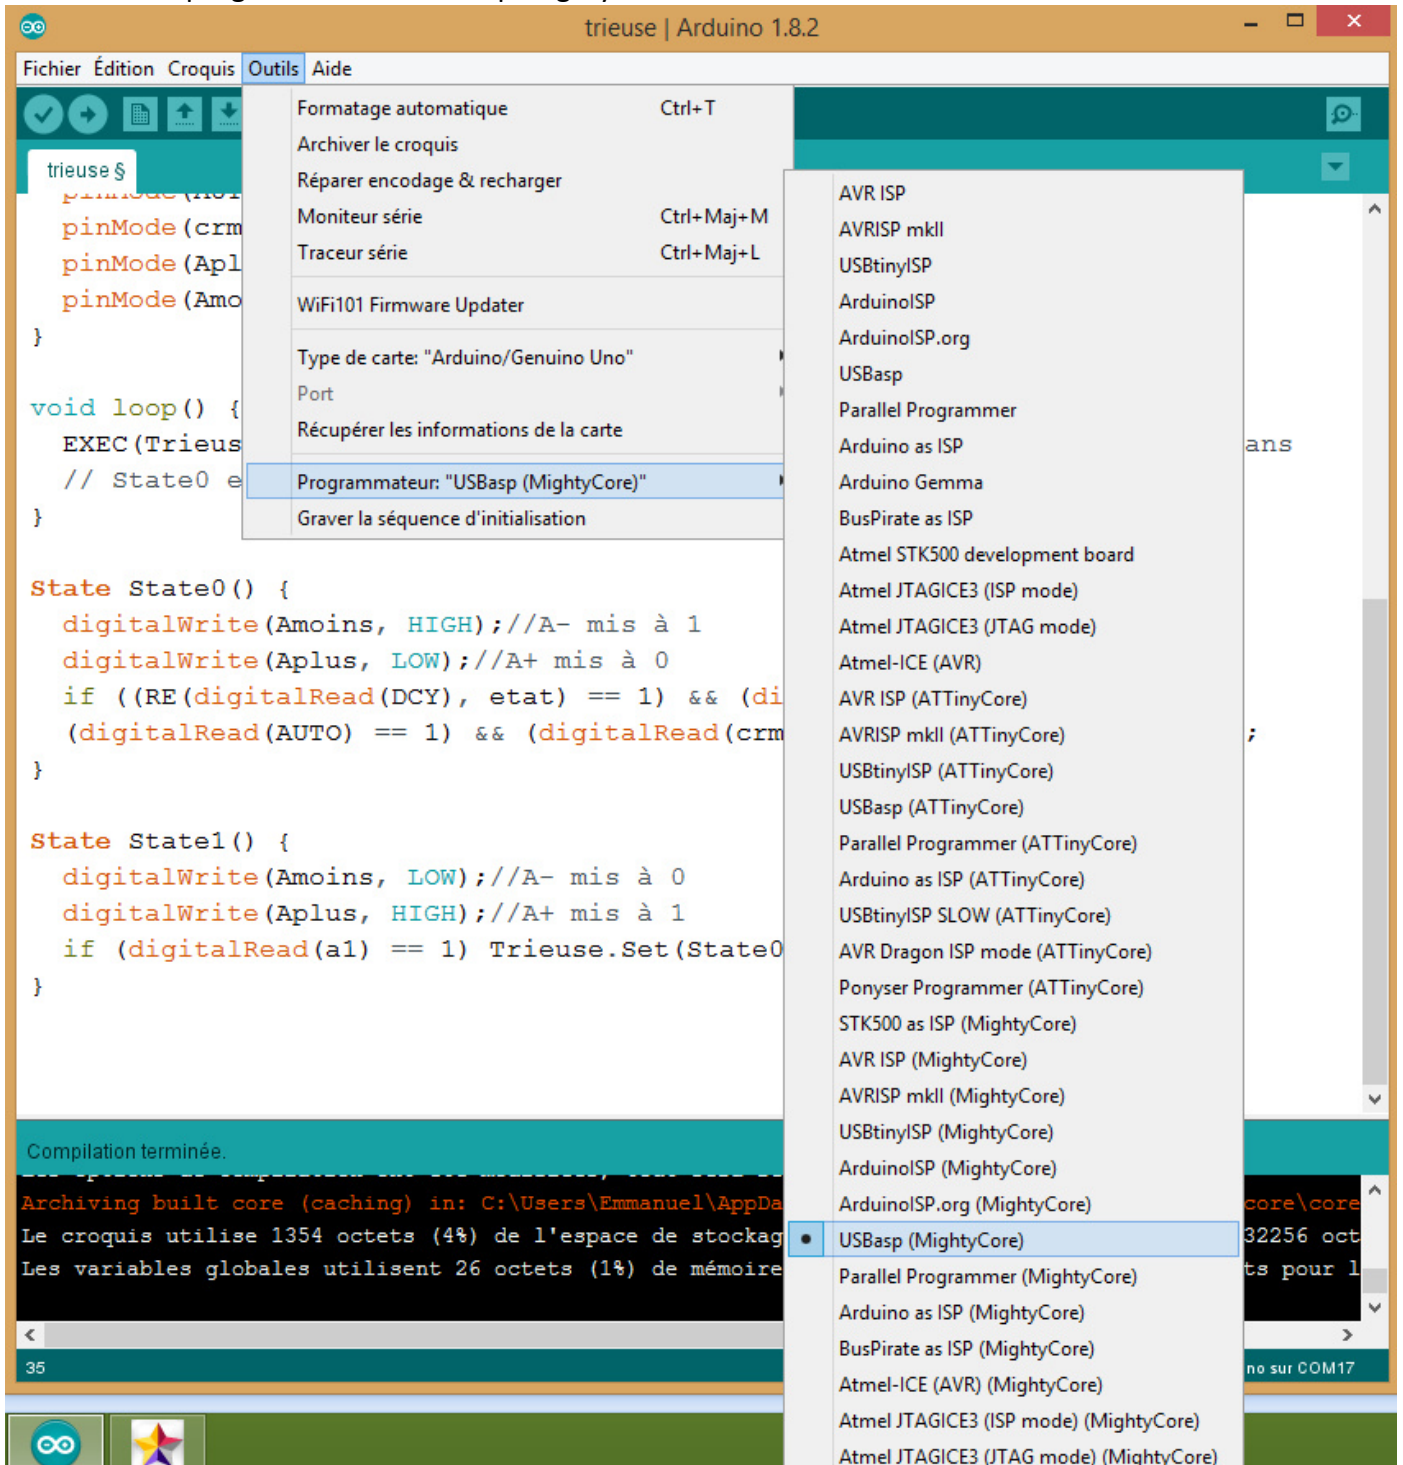 trieuse | Arduino 1.8.2
Fichier Édition Croquis Outils Aide
trieuse §
Formatage automatique Ctrl+T
Archiver le croquis
Réparer encodage & recharger
Moniteur série Ctrl+Maj+M
Traceur série Ctrl+Maj+L
WiFi101 Firmware Updater
Type de carte: "Arduino/Genuino Uno"
Port
Récupérer les informations de la carte
Programmateur: "USBasp (MightyCore)"
Graver la séquence d'initialisation
AVR ISP
AVRISP mkII
USBtinyISP
ArduinoISP
ArduinoISP.org
USBasp
Parallel Programmer
Arduino as ISP
Arduino Gemma
BusPirate as ISP
Atmel STK500 development board
Atmel JTAGICE3 (ISP mode)
Atmel JTAGICE3 (JTAG mode)
Atmel-ICE (AVR)
AVR ISP (ATTinyCore)
AVRISP mkII (ATTinyCore)
USBtinyISP (ATTinyCore)
USBasp (ATTinyCore)
Parallel Programmer (ATTinyCore)
Arduino as ISP (ATTinyCore)
USBtinyISP SLOW (ATTinyCore)
AVR Dragon ISP mode (ATTinyCore)
Ponyser Programmer (ATTinyCore)
STK500 as ISP (MightyCore)
AVR ISP (MightyCore)
AVRISP mkII (MightyCore)
USBtinyISP (MightyCore)
ArduinoISP (MightyCore)
ArduinoISP.org (MightyCore)
USBasp (MightyCore)
Parallel Programmer (MightyCore)
Arduino as ISP (MightyCore)
BusPirate as ISP (MightyCore)
Atmel-ICE (AVR) (MightyCore)
Atmel JTAGICE3 (ISP mode) (MightyCore)
Atmel JTAGICE3 (JTAG mode) (MightyCore)
pinMode(crm
pinMode(Apl
pinMode(Amo
}
void loop() {
EXEC(Trieus ans
// State0 e
}
State State0() {
digitalWrite(Amoins, HIGH);//A- mis à 1
digitalWrite(Aplus, LOW);//A+ mis à 0
if ((RE(digitalRead(DCY), etat) == 1) && (di
(digitalRead(AUTO) == 1) && (digitalRead(crm ;
}
State State1() {
digitalWrite(Amoins, LOW);//A- mis à 0
digitalWrite(Aplus, HIGH);//A+ mis à 1
if (digitalRead(a1) == 1) Trieuse.Set(State0
}
Compilation terminée.
Archiving built core (caching) in: C:\Users\Emmanuel\AppDa core\core
Le croquis utilise 1354 octets (4%) de l'espace de stockag 32256 oct
Les variables globales utilisent 26 octets (1%) de mémoire ts pour l
35 no sur COM17